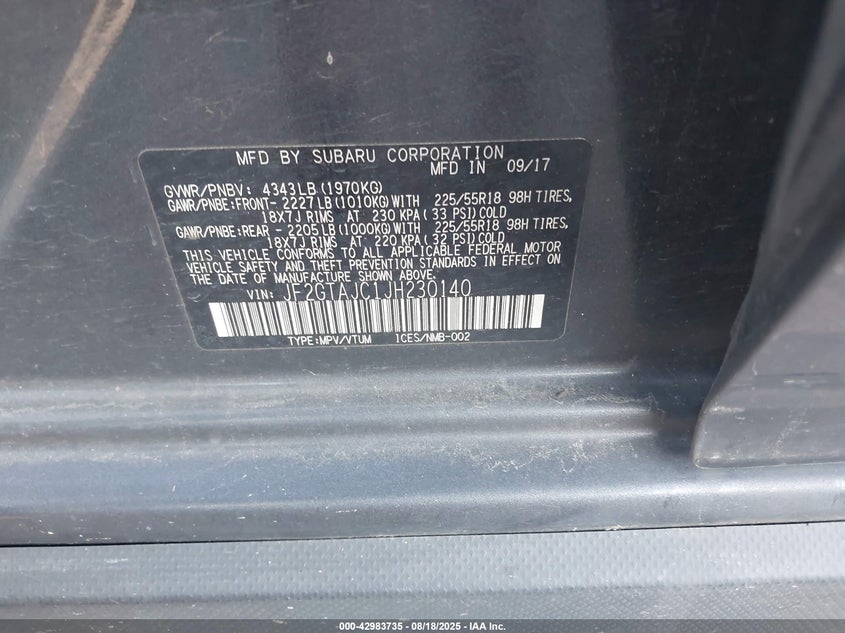 MFD BY SUBARU CORPORATION
MFD IN 09/17
GVWR/PNBV: 4343LB(1970KG)
GAWR/PNBE:FRONT- 2227LB(1010KG)WITH 225/55R18 98H TIRES,
18X7J RIMS AT 230 KPA(33 PSI)COLD
GAWR/PNBE:REAR - 2205LB(1000KG)WITH 225/55R18 98H TIRES,
18X7J RIMS AT 220 KPA(32 PSI)COLD
THIS VEHICLE CONFORMS TO ALL APPLICABLE FEDERAL MOTOR
VEHICLE SAFETY AND THEFT PREVENTION STANDARDS IN EFFECT ON
THE DATE OF MANUFACTURE SHOWN ABOVE.
VIN: JF2GTAJC1JH230140
TYPE:MPV/VTUM 1CES/NMB-002
000-42983735 - 08/18/2025 - IAA Inc.